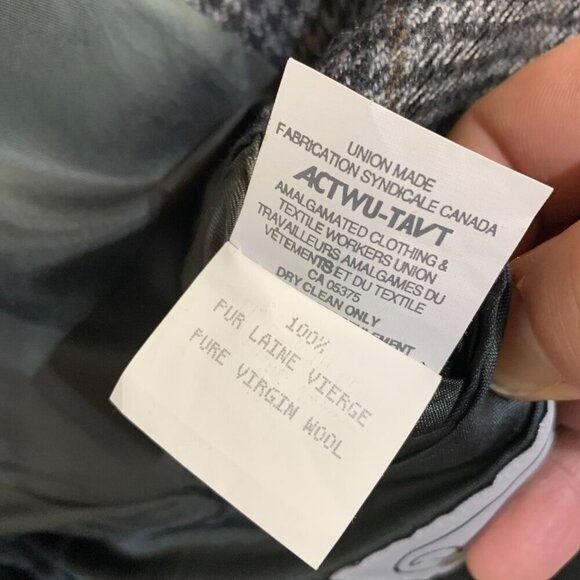 UNION MADE
FABRICATION SYNDICALE CANADA
ACTWU-TAVT
AMALGAMATED CLOTHING &
TEXTILE WORKERS UNION
TRAVAILLEURS AMALGAMES DU
VÊTEMENTS ET DU TEXTILE
CA 05375
DRY CLEAN ONLY
100%
PUR LAINE VIERGE
PURE VIRGIN WOOL